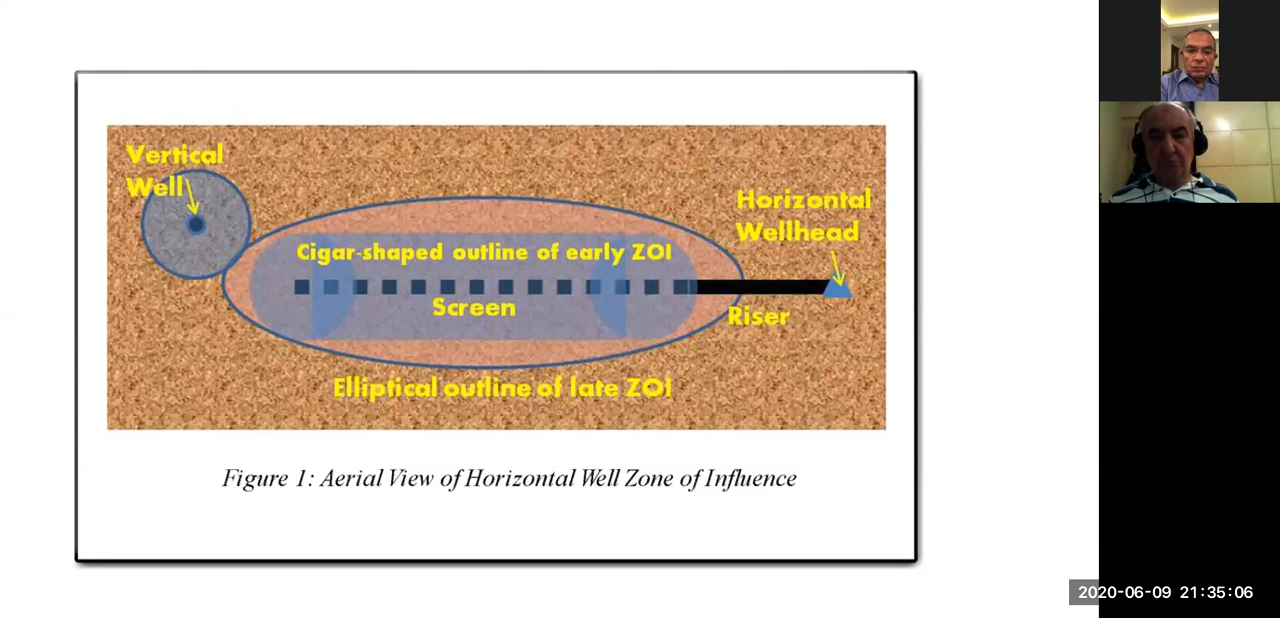 Vertical
Well
Horizontal
Wellhead
Cigar-shaped outline of early ZOI
Screen
Riser
Elliptical outline of late ZOI
Figure 1: Aerial View of Horizontal Well Zone of Influence
2020-06-09 21:35:06